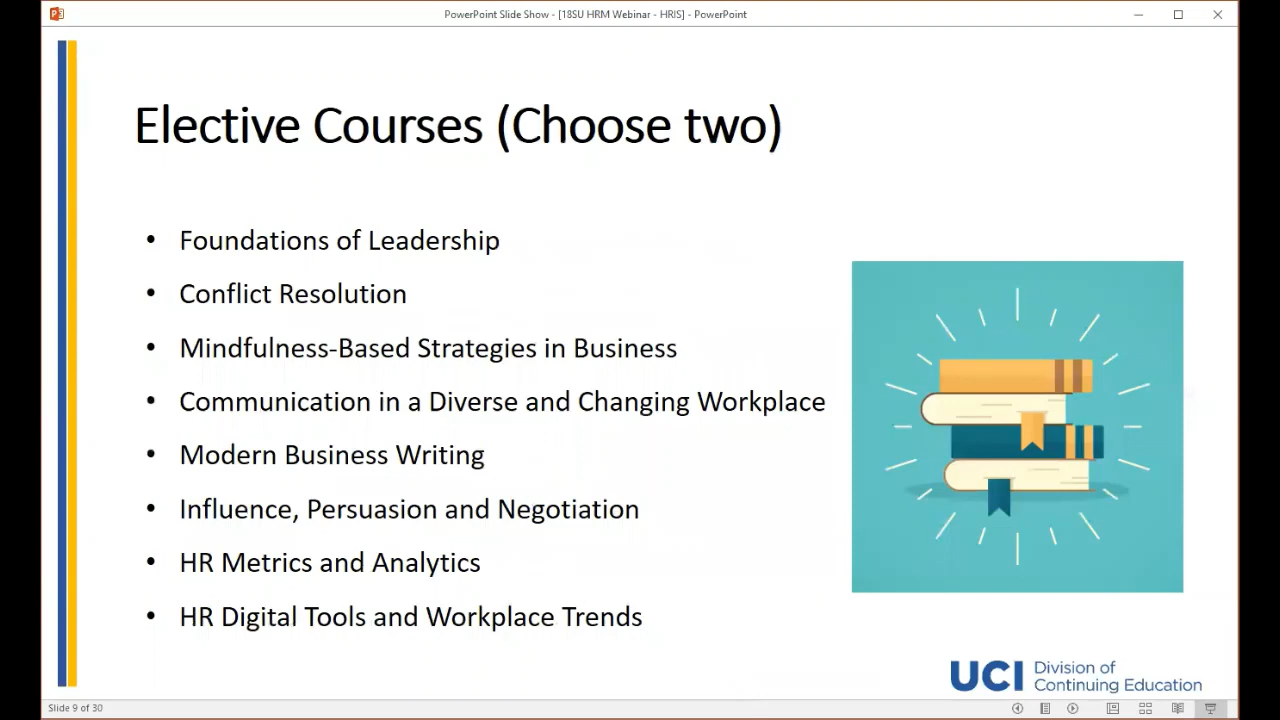 PowerPoint Slide Show - [18SU HRM Webinar - HRIS] - PowerPoint
Elective Courses (Choose two)
• Foundations of Leadership
• Conflict Resolution
• Mindfulness-Based Strategies in Business
• Communication in a Diverse and Changing Workplace
• Modern Business Writing
• Influence, Persuasion and Negotiation
• HR Metrics and Analytics
• HR Digital Tools and Workplace Trends
UCI Division of
Continuing Education
Slide 9 of 30